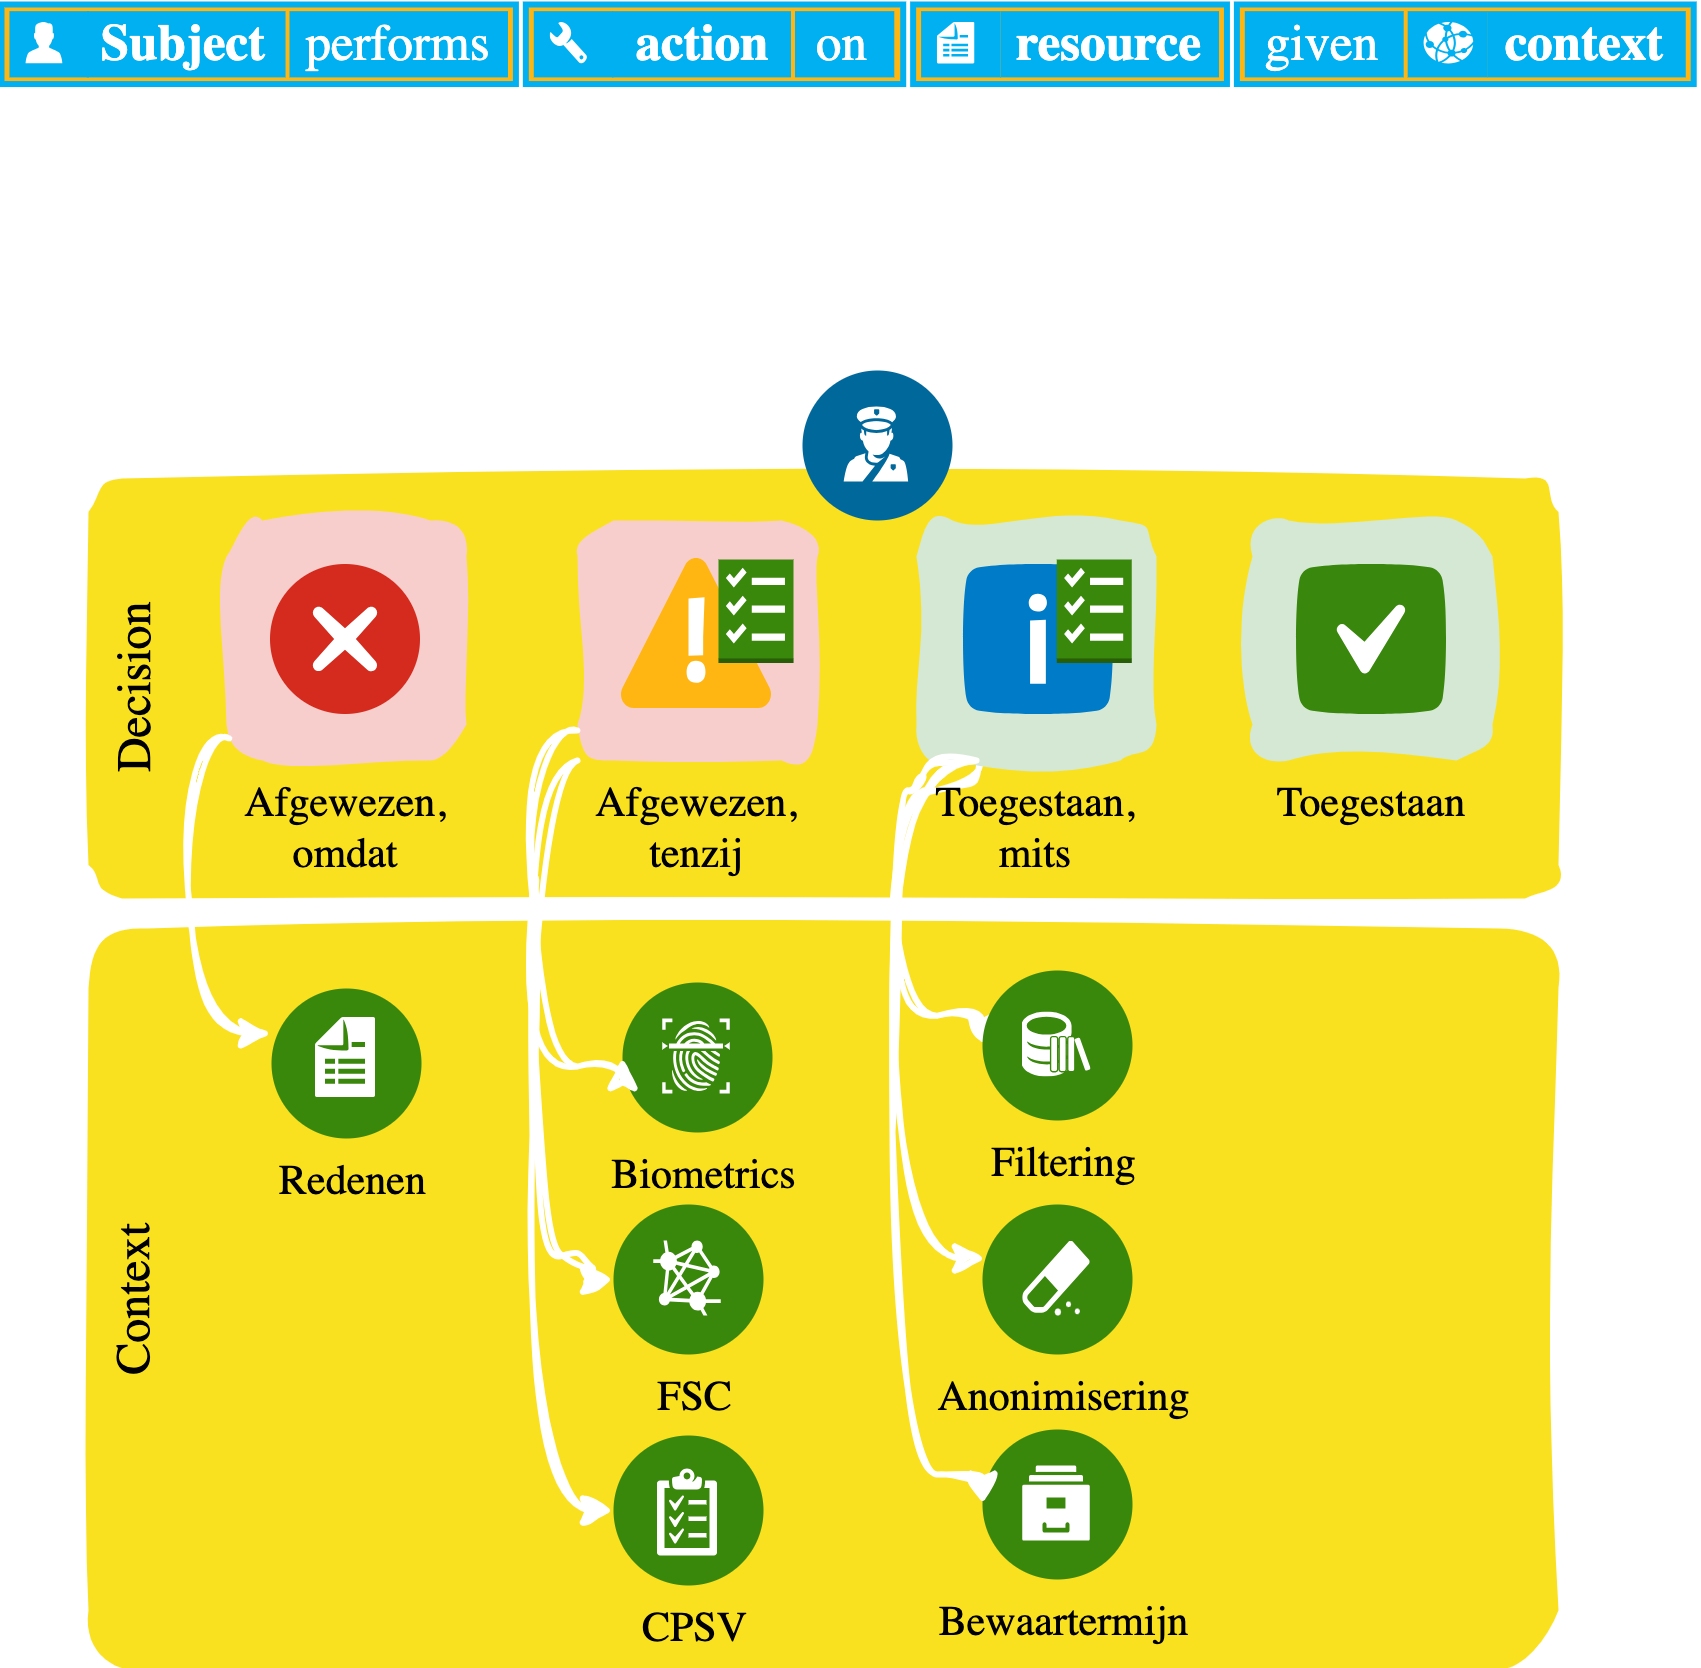 Subject performs action on resource given context
Decision
Afgewezen,
omdat
Afgewezen,
tenzij
Toegestaan,
mits
Toegestaan
Context
Redenen
Biometrics
FSC
CPSV
Filtering
Anonimisering
Bewaartermijn